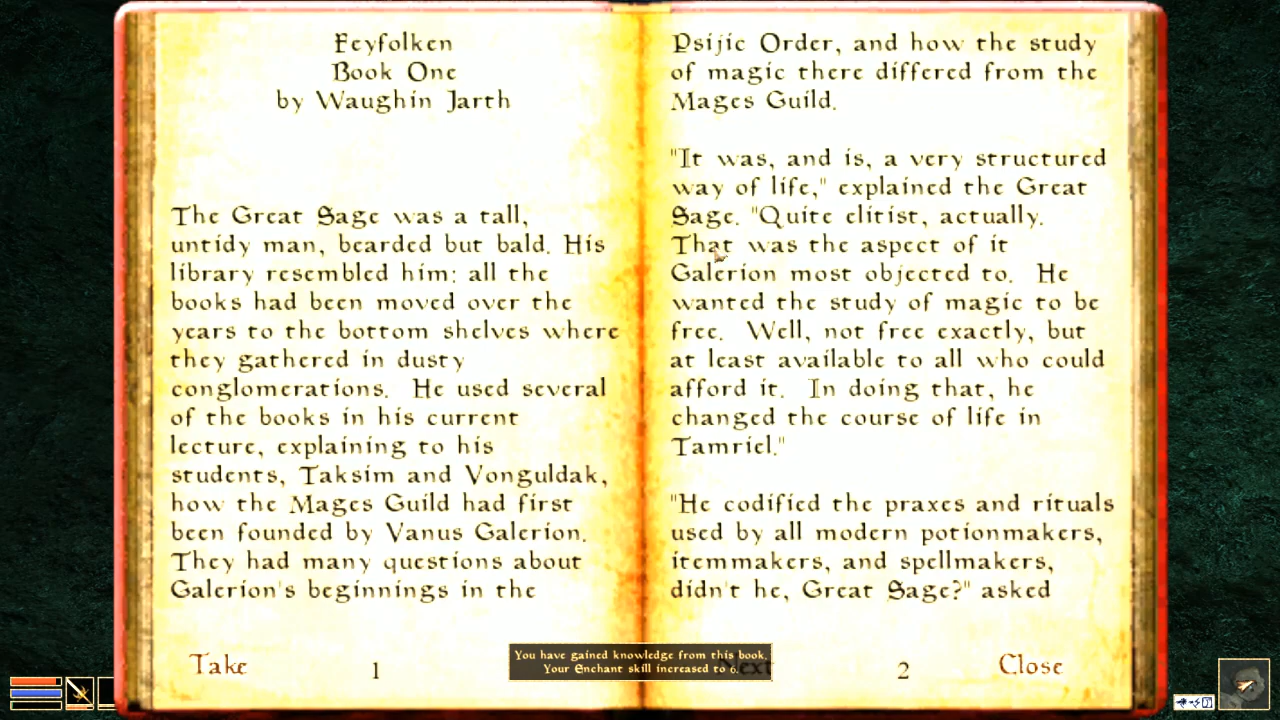 Feyfolken
Book One
by Waughin Jarth
The Great Sage was a tall,
untidy man, bearded but bald. His
library resembled him: all the
books had been moved over the
years to the bottom shelves where
they gathered in dusty
conglomerations. He used several
of the books in his current
lecture, explaining to his
students, Taksim and Vonguldak,
how the Mages Guild had first
been founded by Vanus Galerion.
They had many questions about
Galerion's beginnings in the
Psijic Order, and how the study
of magic there differed from the
Mages Guild.
"It was, and is, a very structured
way of life," explained the Great
Sage. "Quite elitist, actually.
That was the aspect of it
Galerion most objected to. He
wanted the study of magic to be
free. Well, not free exactly, but
at least available to all who could
afford it. In doing that, he
changed the course of life in
Tamriel."
"He codified the praxes and rituals
used by all modern potionmakers,
itemmakers, and spellmakers,
didn't he, Great Sage?" asked
Take
1
You have gained knowledge from this book.
Your Enchant skill increased to 6.
2
Close